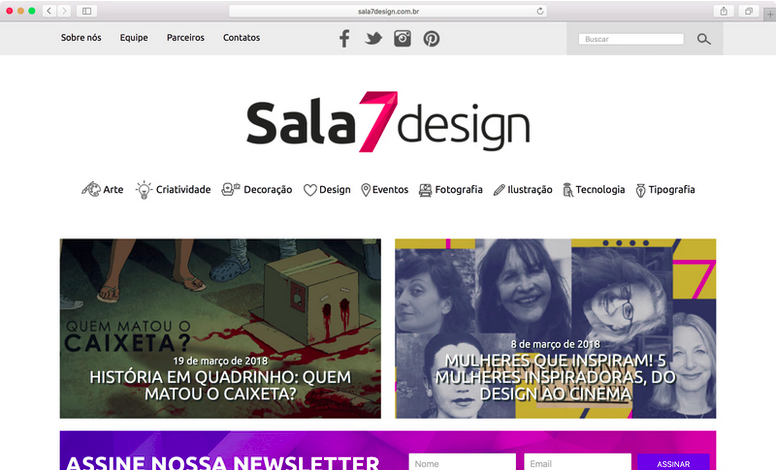 sala7design.com.br
Sobre nós Equipe Parceiros Contatos
Buscar
Sala7design
Arte Criatividade Decoração Design Eventos Fotografia Ilustração Tecnologia Tipografia
QUEM MATOU O
CAIXETA?
19 de março de 2018
HISTÓRIA EM QUADRINHO: QUEM
MATOU O CAIXETA?
7
8 de março de 2018
MULHERES QUE INSPIRAM! 5
MULHERES INSPIRADORAS, DO
DESIGN AO CINEMA
ASSINE NOSSA NEWSLETTER
Nome
Email
ASSINAR